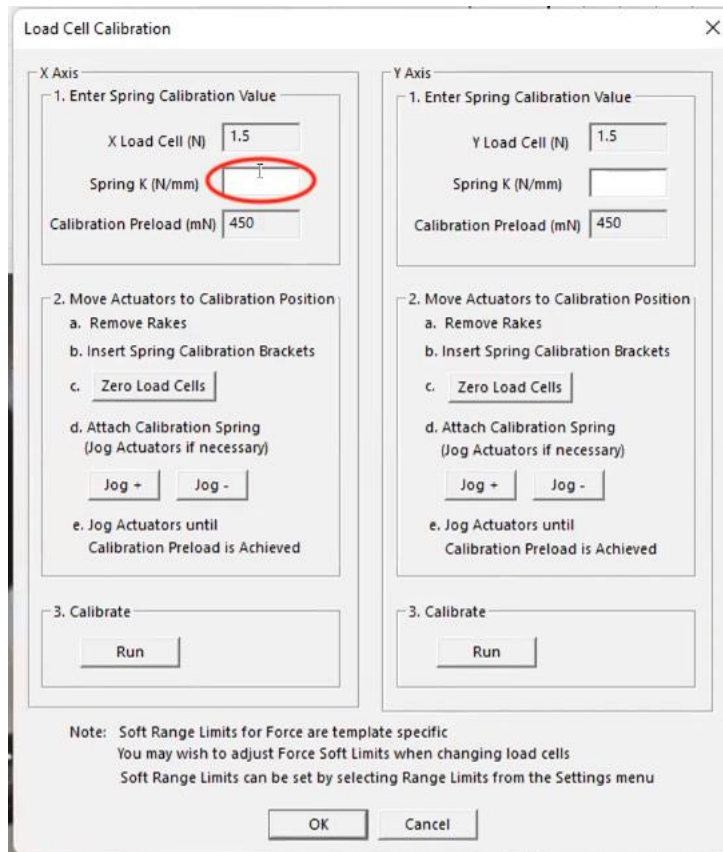 Load Cell Calibration
X Axis
1. Enter Spring Calibration Value
X Load Cell (N) 1.5
Spring K (N/mm)
Calibration Preload (mN) 450
2. Move Actuators to Calibration Position
a. Remove Rakes
b. Insert Spring Calibration Brackets
c. Zero Load Cells
d. Attach Calibration Spring
(Jog Actuators if necessary)
Jog + Jog -
e. Jog Actuators until
Calibration Preload is Achieved
3. Calibrate
Run
Y Axis
1. Enter Spring Calibration Value
Y Load Cell (N) 1.5
Spring K (N/mm)
Calibration Preload (mN) 450
2. Move Actuators to Calibration Position
a. Remove Rakes
b. Insert Spring Calibration Brackets
c. Zero Load Cells
d. Attach Calibration Spring
(Jog Actuators if necessary)
Jog + Jog -
e. Jog Actuators until
Calibration Preload is Achieved
3. Calibrate
Run
Note: Soft Range Limits for Force are template specific
You may wish to adjust Force Soft Limits when changing load cells
Soft Range Limits can be set by selecting Range Limits from the Settings menu
OK Cancel